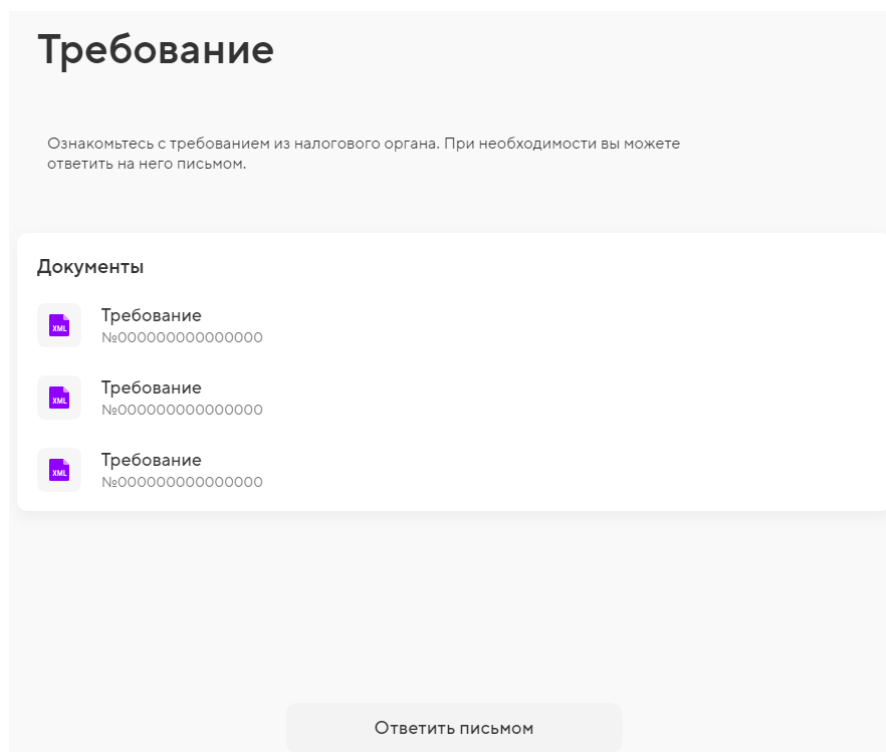 Требование
Ознакомьтесь с требованием из налогового органа. При необходимости вы можете
ответить на него письмом.
Документы
XML
Требование
№000000000000000
XML
Требование
№000000000000000
XML
Требование
№000000000000000
Ответить письмом